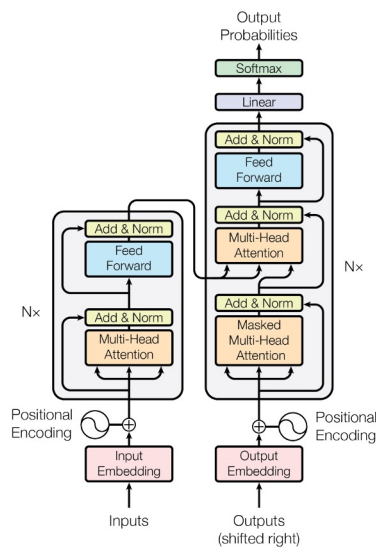 Output
Probabilities
Softmax
Linear
Add & Norm
Feed
Forward
Add & Norm
Multi-Head
Attention
Add & Norm
Masked
Multi-Head
Attention
N×
Positional
Encoding
Output
Embedding
Outputs
(shifted right)
Add & Norm
Feed
Forward
N×
Add & Norm
Multi-Head
Attention
Positional
Encoding
Input
Embedding
Inputs